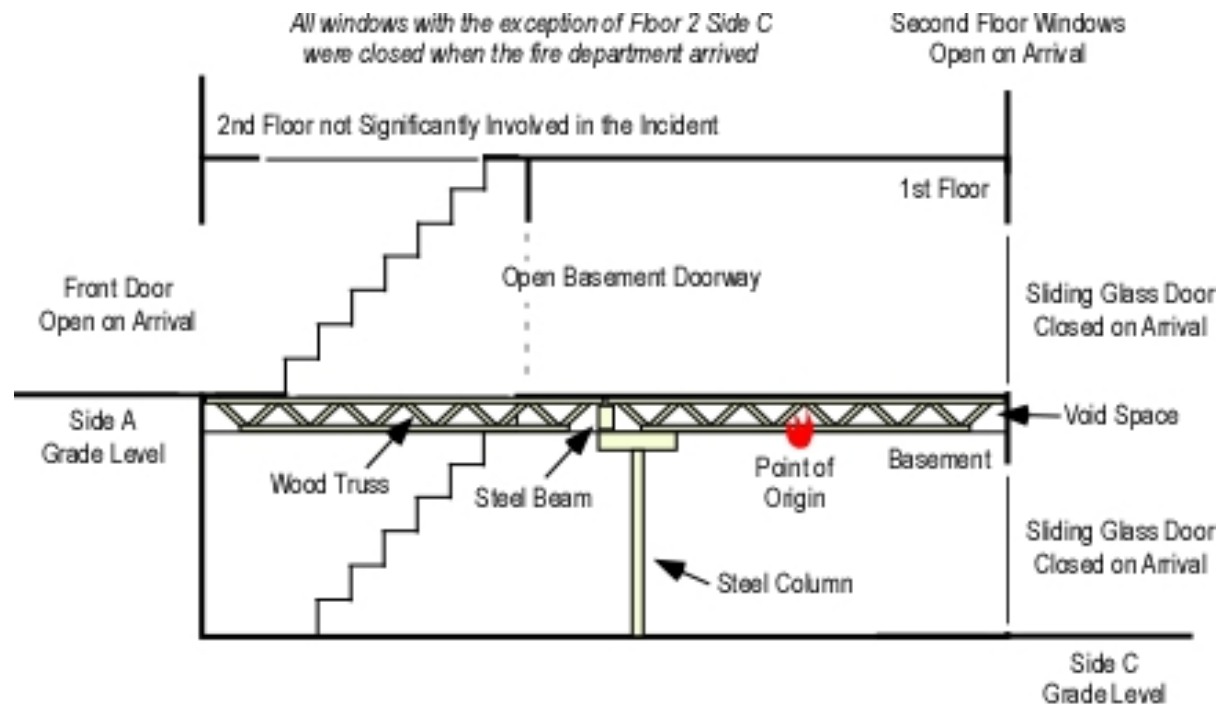 All windows with the exception of Floor 2 Side C
were closed when the fire department arrived
Second Floor Windows
Open on Arrival
2nd Floor not Significantly Involved in the Incident
1st Floor
Front Door
Open on Arrival
Open Basement Doorway
Sliding Glass Door
Closed on Arrival
Side A
Grade Level
Void Space
Wood Truss
Steel Beam
Point of
Origin
Basement
Sliding Glass Door
Closed on Arrival
Steel Column
Side C
Grade Level